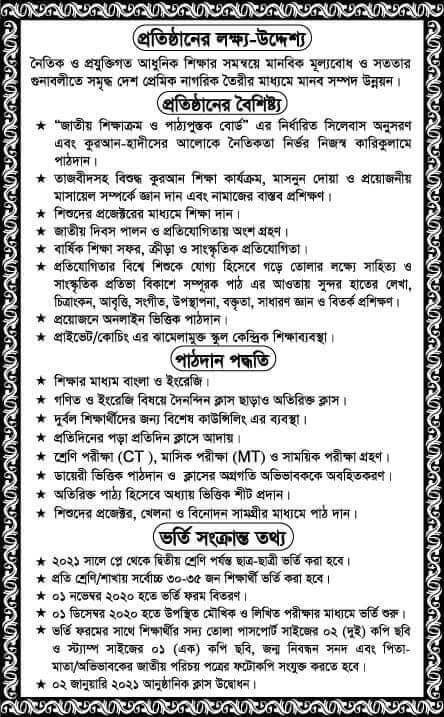 প্রতিষ্ঠানের লক্ষ্য-উদ্দেশ্য
নৈতিক ও প্রযুক্তিগত আধুনিক শিক্ষার সমন্বয়ে মানবিক মূল্যবোধ ও সততার
গুনাবলীতে সমৃদ্ধ দেশ প্রেমিক নাগরিক তৈরীর মাধ্যমে মানব সম্পদ উন্নয়ন।
প্রতিষ্ঠানের বৈশিষ্ট্য
★ “জাতীয় শিক্ষাক্রম ও পাঠ্যপুস্তক বোর্ড” এর নির্ধারিত সিলেবাস অনুসরণ
এবং কুরআন-হাদীসের আলোকে নৈতিকতা নির্ভর নিজস্ব কারিকুলামে
পাঠদান।
★ তাজবীদসহ বিশুদ্ধ কুরআন শিক্ষা কার্যক্রম, মাসনুন দোয়া ও প্রয়োজনীয়
মাসায়েল সম্পর্কে জ্ঞান দান এবং নামাজের বাস্তব প্রশিক্ষণ।
★ শিশুদের প্রজেক্টরের মাধ্যমে শিক্ষা দান।
★ জাতীয় দিবস পালন ও প্রতিযোগিতায় অংশ গ্রহণ।
★ বার্ষিক শিক্ষা সফর, ক্রীড়া ও সাংস্কৃতিক প্রতিযোগিতা।
★ প্রতিযোগিতার বিশ্বে শিশুকে যোগ্য হিসেবে গড়ে তোলার লক্ষ্যে সাহিত্য ও
সাংস্কৃতিক প্রতিভা বিকাশে সম্পূরক পাঠ এর আওতায় সুন্দর হাতের লেখা,
চিত্রাংকন, আবৃত্তি, সংগীত, উপস্থাপনা, বক্তৃতা, সাধারণ জ্ঞান ও বিতর্ক প্রশিক্ষণ।
★ প্রয়োজনে অনলাইন ভিত্তিক পাঠদান।
★ প্রাইভেট/কোচিং এর ঝামেলামুক্ত স্কুল কেন্দ্রিক শিক্ষাব্যবস্থা।
পাঠদান পদ্ধতি
★ শিক্ষার মাধ্যম বাংলা ও ইংরেজি।
★ গণিত ও ইংরেজি বিষয়ে দৈনন্দিন ক্লাস ছাড়াও অতিরিক্ত ক্লাস।
★ দুর্বল শিক্ষার্থীদের জন্য বিশেষ কাউন্সিলিং এর ব্যবস্থা।
★ প্রতিদিনের পড়া প্রতিদিন ক্লাসে আদায়।
★ শ্রেণি পরীক্ষা (CT ), মাসিক পরীক্ষা (MT) ও সাময়িক পরীক্ষা গ্রহণ।
★ ডায়েরী ভিত্তিক পাঠদান ও ক্লাসের অগ্রগতি অভিভাবককে অবহিতকরণ।
★ অতিরিক্ত পাঠ্য হিসেবে অধ্যায় ভিত্তিক শীট প্রদান।
★ শিশুদের প্রজেক্টর, খেলনা ও বিনোদন সামগ্রীর মাধ্যমে পাঠ দান।
ভর্তি সংক্রান্ত তথ্য
★ ২০২১ সালে প্লে থেকে দ্বিতীয় শ্রেণি পর্যন্ত ছাত্র-ছাত্রী ভর্তি করা হবে।
★ প্রতি শ্রেণি/শাখায় সর্বোচ্চ ৩০-৩৫ জন শিক্ষার্থী ভর্তি করা হবে।
★ ০১ নভেম্বর ২০২০ হতে ভর্তি ফরম বিতরণ।
★ ০১ ডিসেম্বর ২০২০ হতে উপস্থিত মৌখিক ও লিখিত পরীক্ষার মাধ্যমে ভর্তি শুরু।
★ ভর্তি ফরমের সাথে শিক্ষার্থীর সদ্য তোলা পাসপোর্ট সাইজের ০২ (দুই) কপি ছবি
ও স্ট্যাম্প সাইজের ০১ (এক) কপি ছবি, জন্ম নিবন্ধন সনদ এবং পিতা-
মাতা/অভিভাবকের জাতীয় পরিচয় পত্রের ফটোকপি সংযুক্ত করতে হবে।
★ ০২ জানুয়ারি ২০২১ আনুষ্ঠানিক ক্লাস উদ্বোধন।